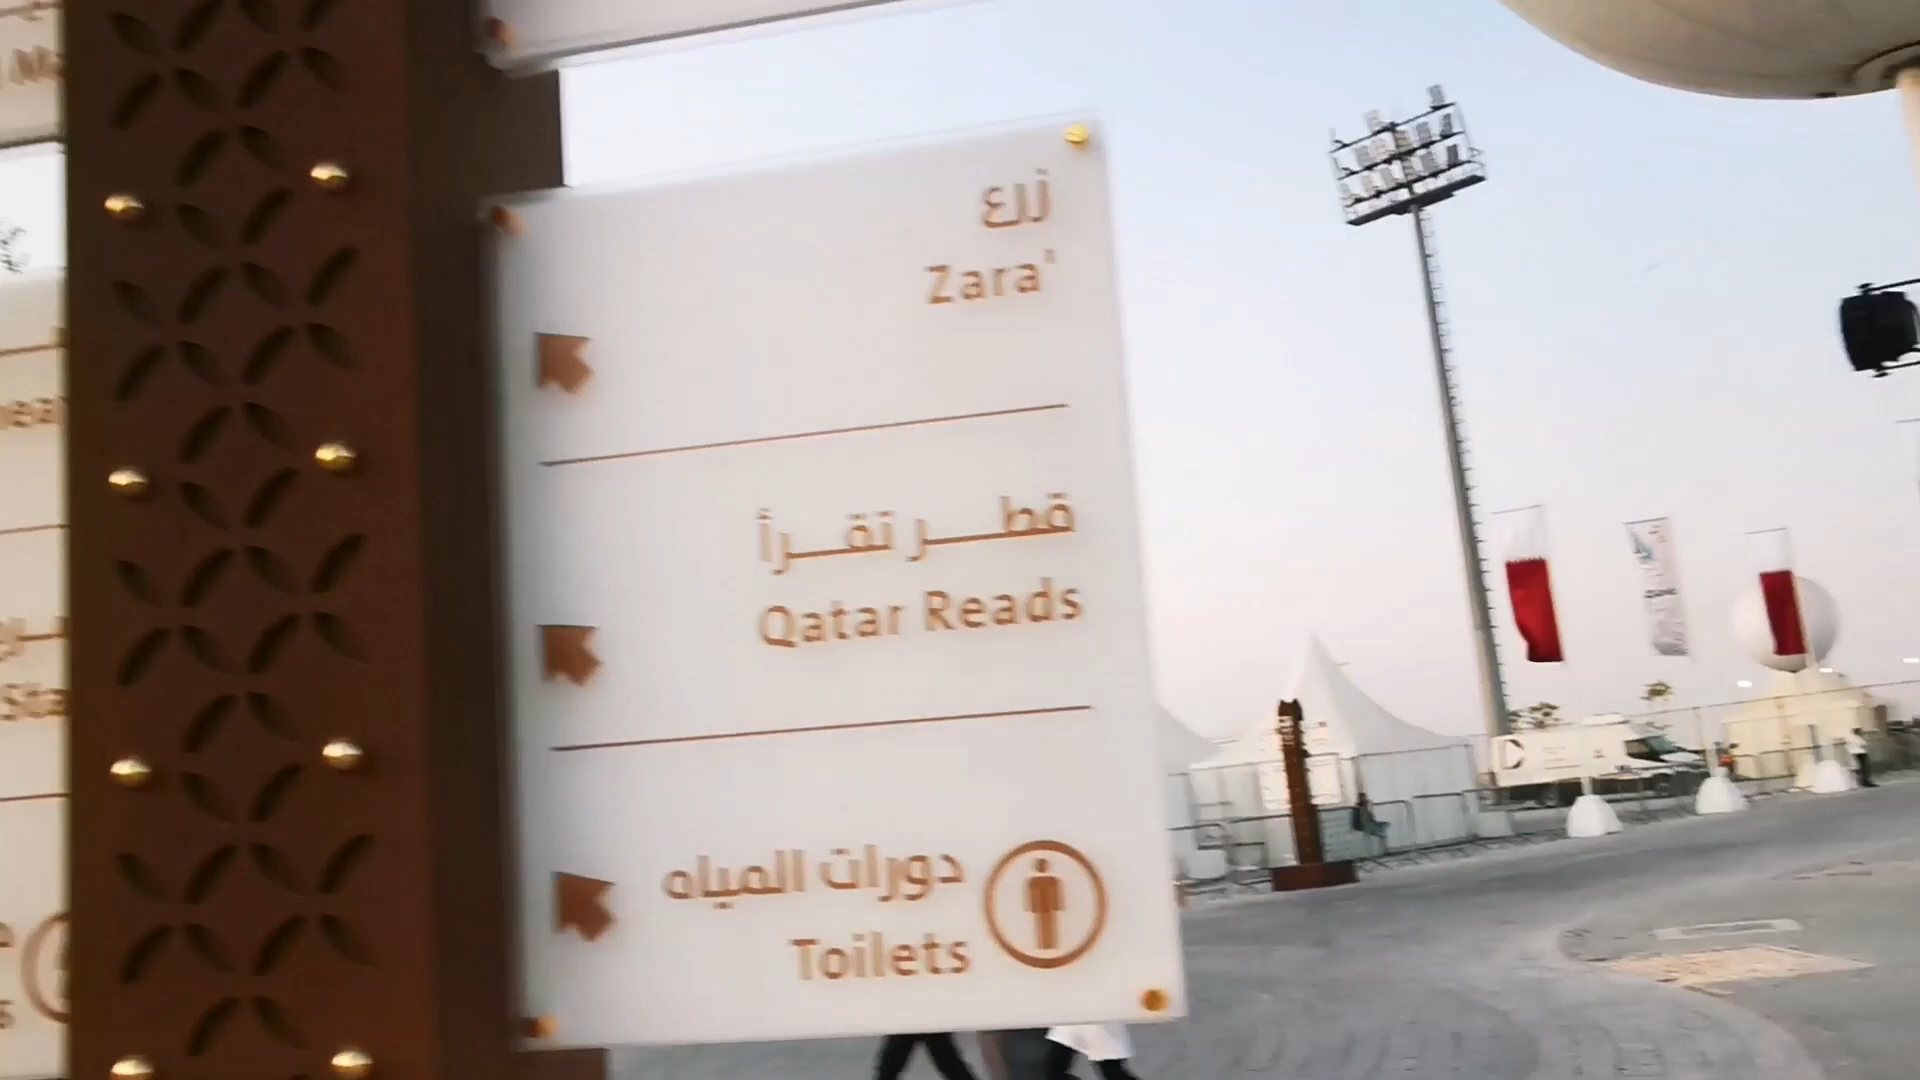 زرع
Zara'
قطر تقرأ
Qatar Reads
دورات المياه
Toilets